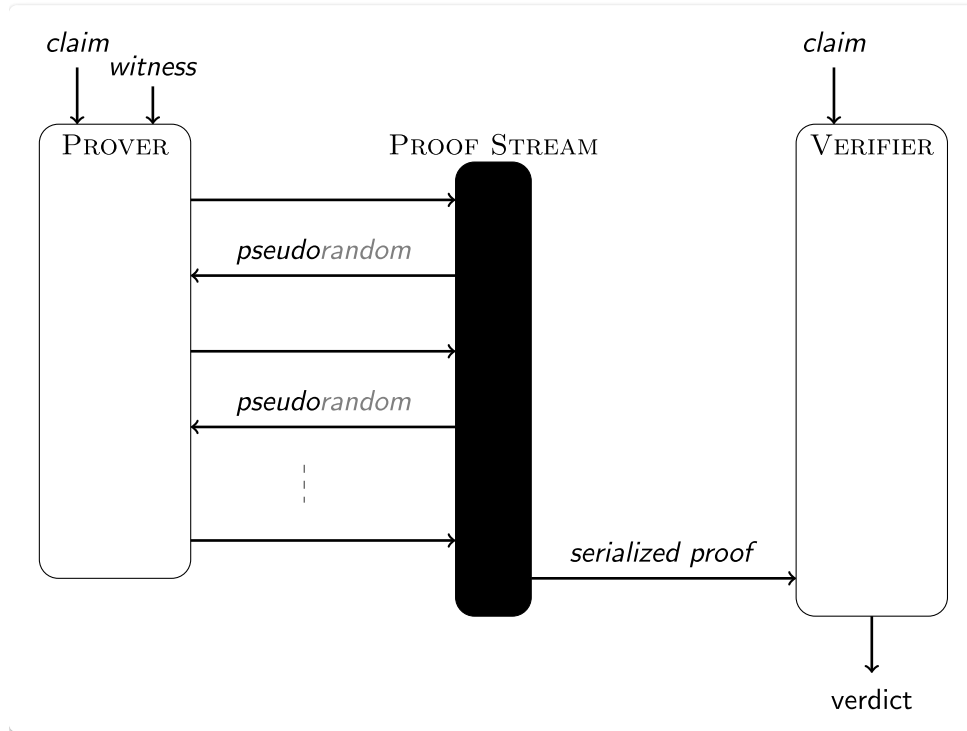 claim
witness
claim
PROVER
PROOF STREAM
VERIFIER
pseudorandom
pseudorandom
serialized proof
verdict